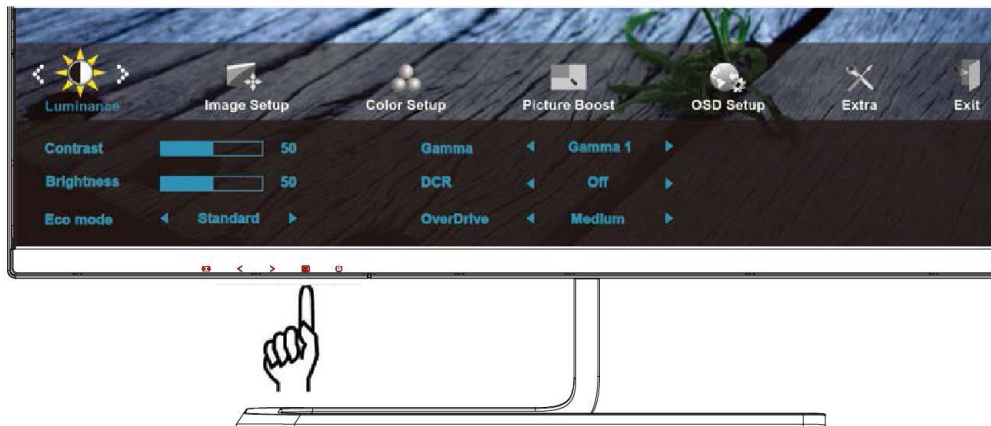 Luminance Image Setup Color Setup Picture Boost OSD Setup Extra Exit
Contrast 50 Gamma Gamma 1
Brightness 50 DCR Off
Eco mode Standard OverDrive Medium